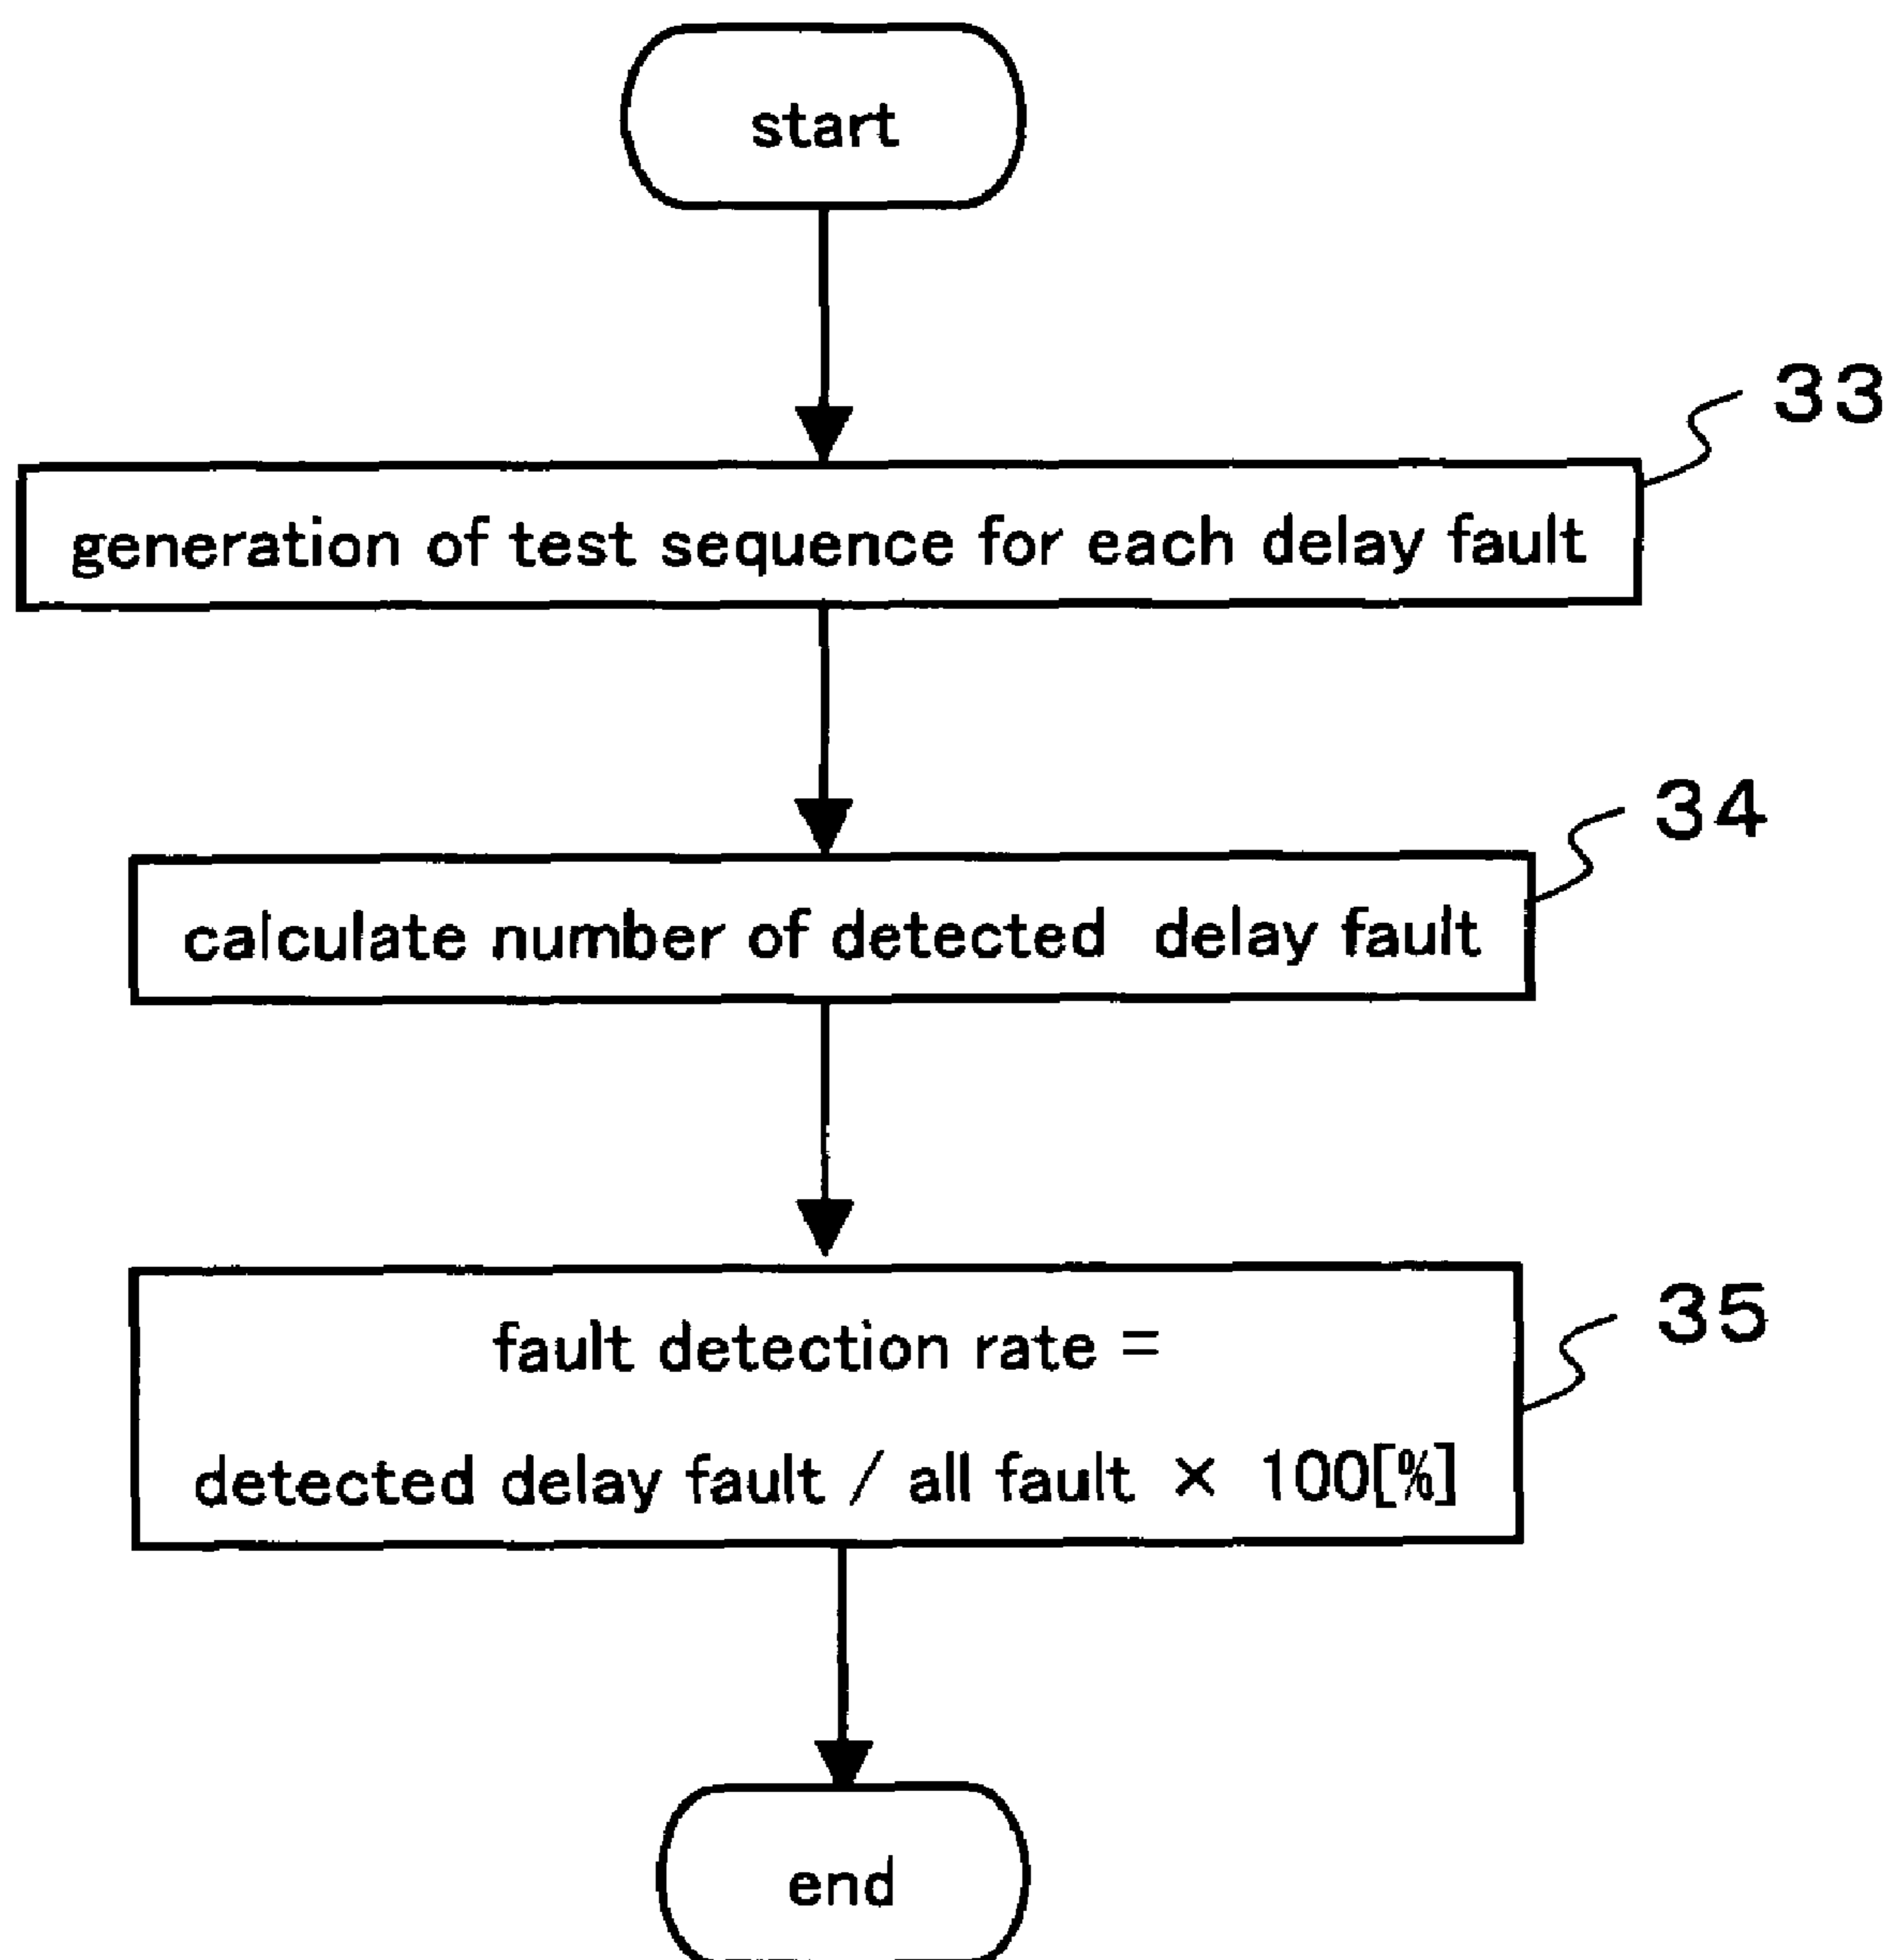 start
33
generation of test sequence for each delay fault
34
calculate number of detected delay fault
35
fault detection rate =
detected delay fault / all fault × 100[%]
end